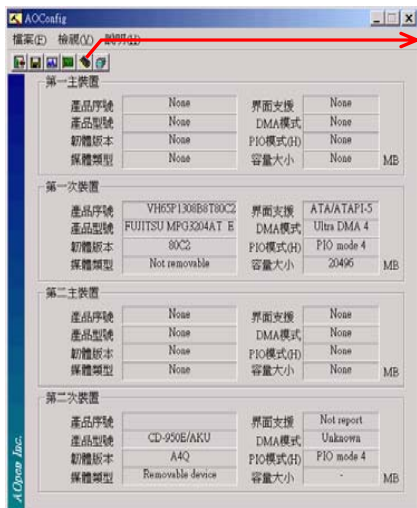 AOConfig
檔案(F) 檢視(V) 說明(H)
第一主裝置
產品序號 None 界面支援 None
產品型號 None DMA模式 None
韌體版本 None PIO模式(H) None
媒體類型 None 容量大小 None MB
第一次裝置
產品序號 VH65P1308B8T80C2 界面支援 ATA/ATAPI-5
產品型號 FUJITSU MPG3204AT E DMA模式 Ultra DMA 4
韌體版本 80C2 PIO模式(H) PIO mode 4
媒體類型 Not removable 容量大小 20496 MB
第二主裝置
產品序號 None 界面支援 None
產品型號 None DMA模式 None
韌體版本 None PIO模式(H) None
媒體類型 None 容量大小 None MB
第二次裝置
產品序號 界面支援 Not report
產品型號 CD-950E/AKU DMA模式 Unknown
韌體版本 A4Q PIO模式(H) PIO mode 4
媒體類型 Removable device 容量大小 - MB
AOpen Inc.